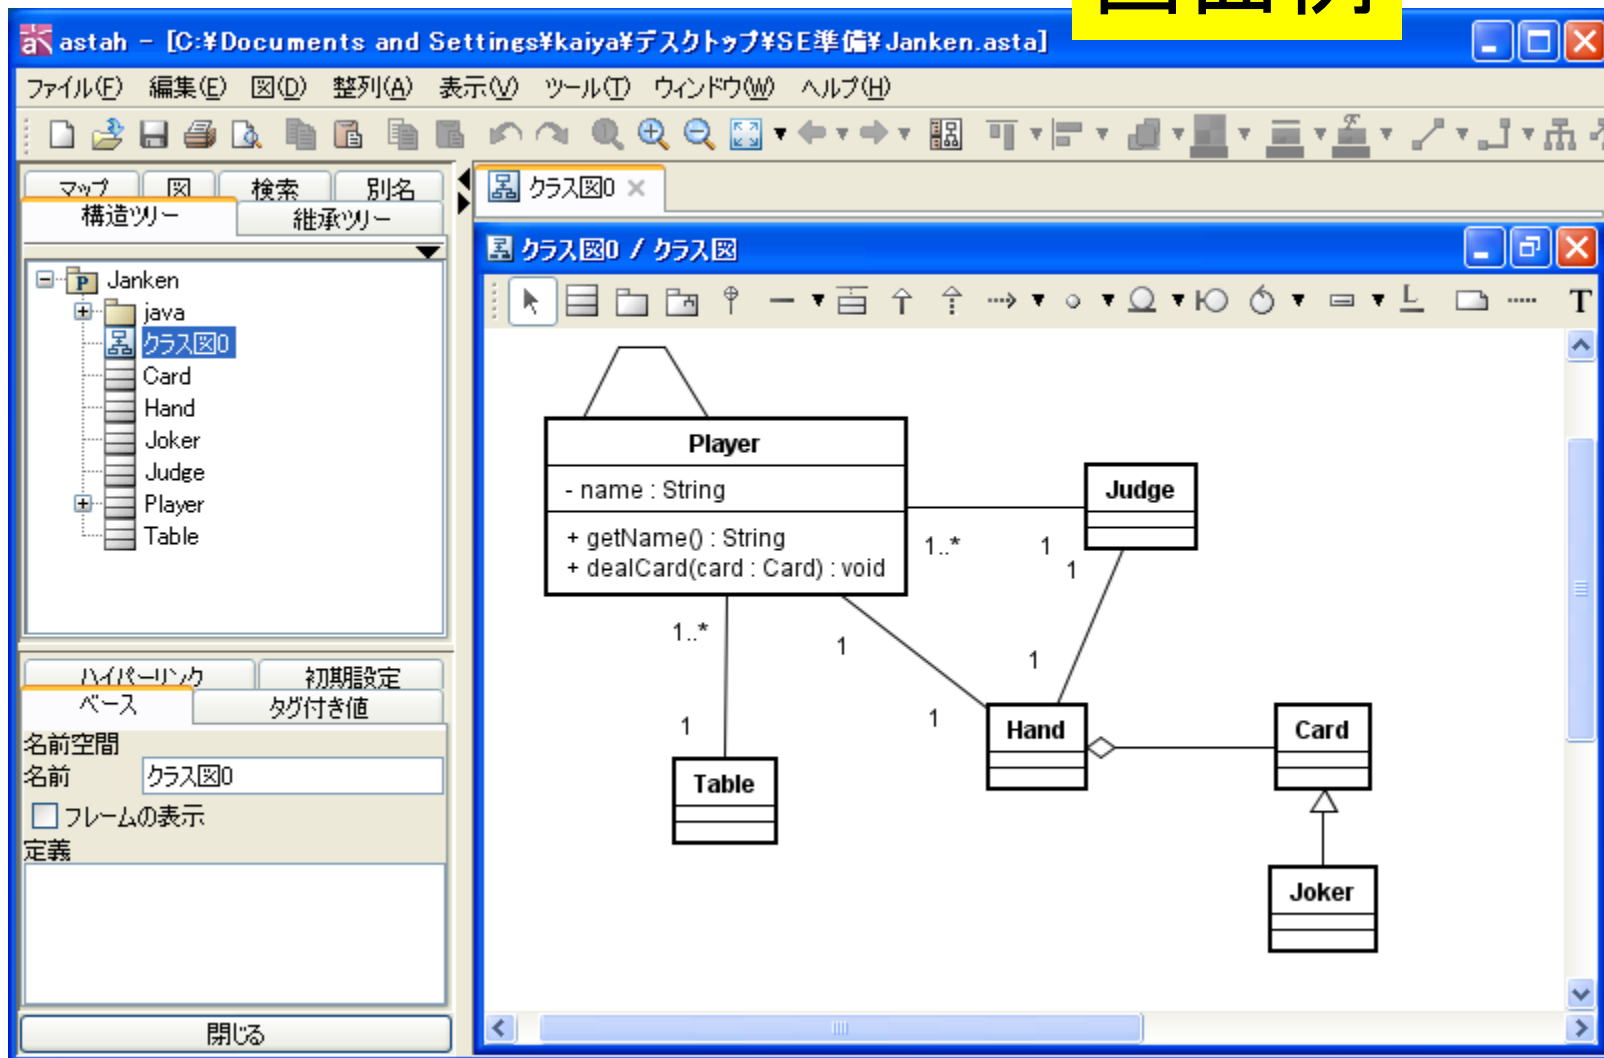 画面例
astah - [C:¥Documents and Settings¥kaiya¥デスクトップ¥SE準備¥Janken.asta]
ファイル(F) 編集(E) 図(D) 整列(A) 表示(V) ツール(T) ウィンドウ(W) ヘルプ(H)
マップ 図 検索 別名
構造ツリー 継承ツリー
Janken
java
クラス図0
Card
Hand
Joker
Judge
Player
Table
ハイパーリンク 初期設定
ベース タグ付き値
名前空間
名前 クラス図0
フレームの表示
定義
閉じる
クラス図0
クラス図0 / クラス図
T
Player
- name : String
+ getName() : String
+ dealCard(card : Card) : void
Judge
1..* 1
1
1..*
1
1
1
1
Hand
Card
Table
Joker